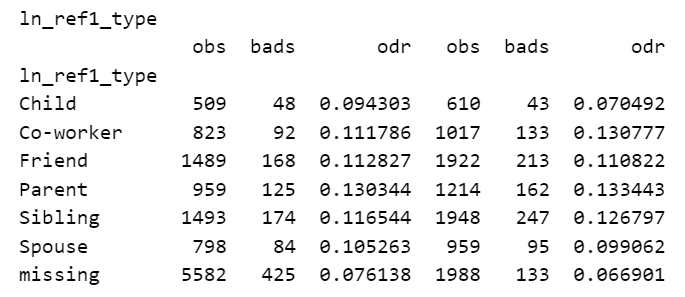 ln_ref1_type
obs bads odr obs bads odr
ln_ref1_type
Child 509 48 0.094303 610 43 0.070492
Co-worker 823 92 0.111786 1017 133 0.130777
Friend 1489 168 0.112827 1922 213 0.110822
Parent 959 125 0.130344 1214 162 0.133443
Sibling 1493 174 0.116544 1948 247 0.126797
Spouse 798 84 0.105263 959 95 0.099062
missing 5582 425 0.076138 1988 133 0.066901